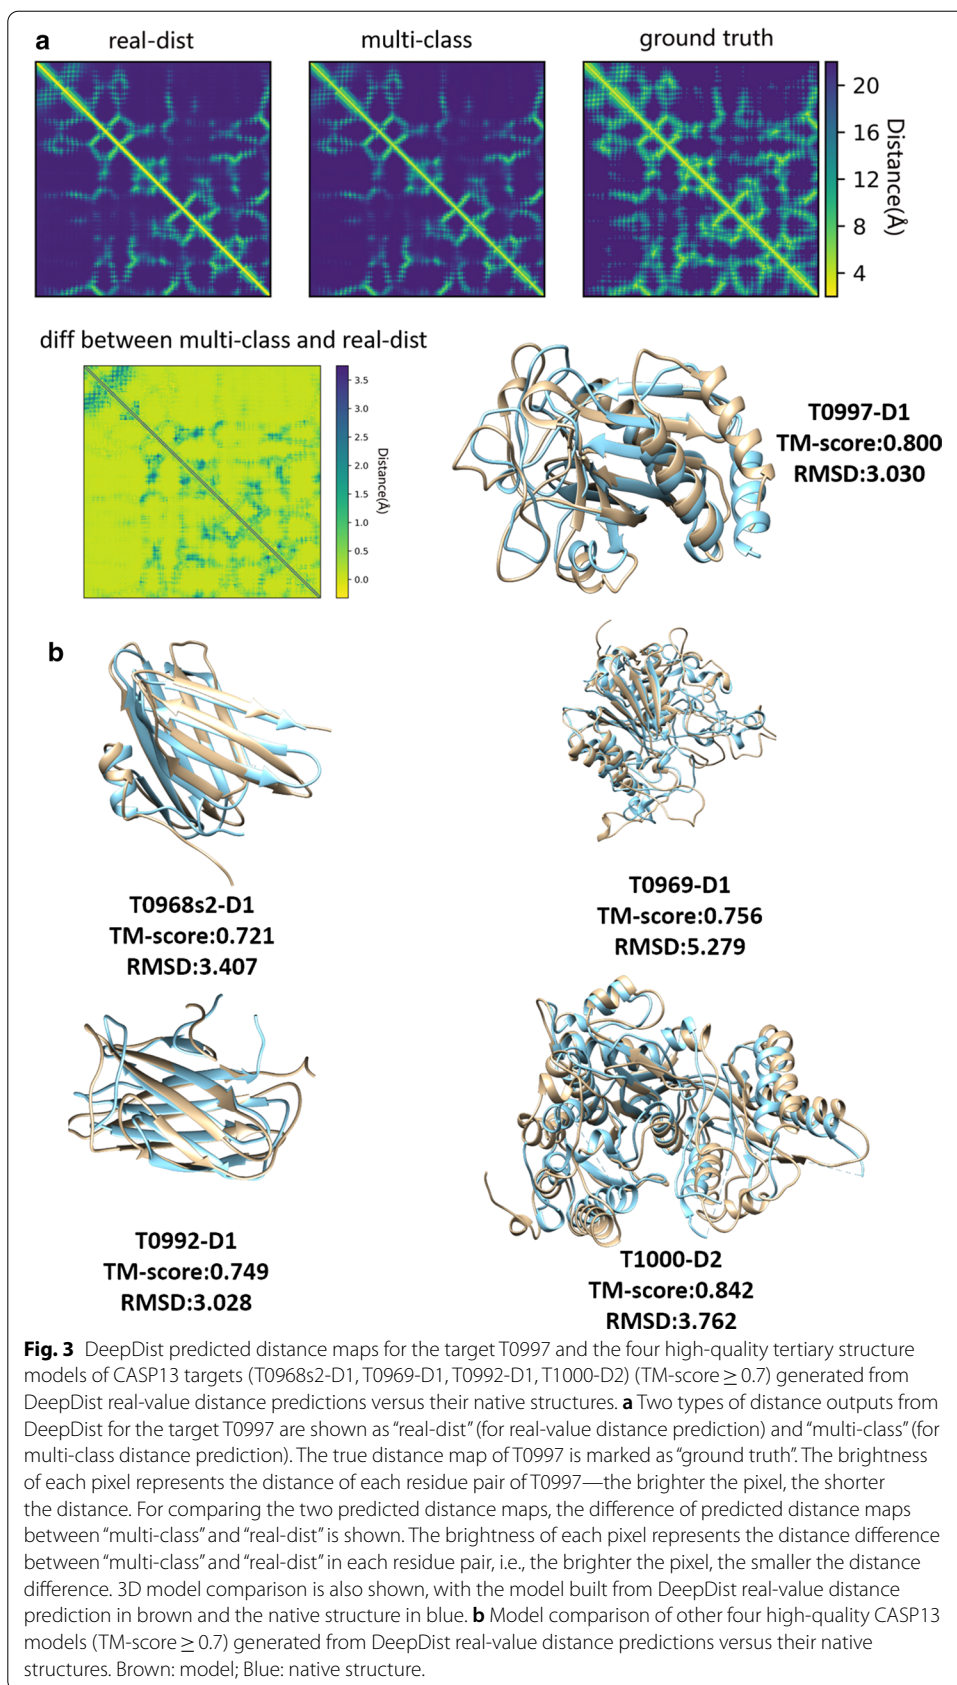 a
real-dist
multi-class
ground truth
20
16
12
8
4
Distance(Å)
diff between multi-class and real-dist
3.5
3.0
2.5
2.0
1.5
1.0
0.5
0.0
Distance(Å)
T0997-D1
TM-score:0.800
RMSD:3.030
b
T0968s2-D1
TM-score:0.721
RMSD:3.407
T0969-D1
TM-score:0.756
RMSD:5.279
T0992-D1
TM-score:0.749
RMSD:3.028
T1000-D2
TM-score:0.842
RMSD:3.762
Fig. 3 DeepDist predicted distance maps for the target T0997 and the four high-quality tertiary structure
models of CASP13 targets (T0968s2-D1, T0969-D1, T0992-D1, T1000-D2) (TM-score ≥ 0.7) generated from
DeepDist real-value distance predictions versus their native structures. a Two types of distance outputs from
DeepDist for the target T0997 are shown as “real-dist” (for real-value distance prediction) and “multi-class” (for
multi-class distance prediction). The true distance map of T0997 is marked as “ground truth”. The brightness
of each pixel represents the distance of each residue pair of T0997—the brighter the pixel, the shorter
the distance. For comparing the two predicted distance maps, the difference of predicted distance maps
between “multi-class” and “real-dist” is shown. The brightness of each pixel represents the distance difference
between “multi-class” and “real-dist” in each residue pair, i.e., the brighter the pixel, the smaller the distance
difference. 3D model comparison is also shown, with the model built from DeepDist real-value distance
prediction in brown and the native structure in blue. b Model comparison of other four high-quality CASP13
models (TM-score ≥ 0.7) generated from DeepDist real-value distance predictions versus their native
structures. Brown: model; Blue: native structure.